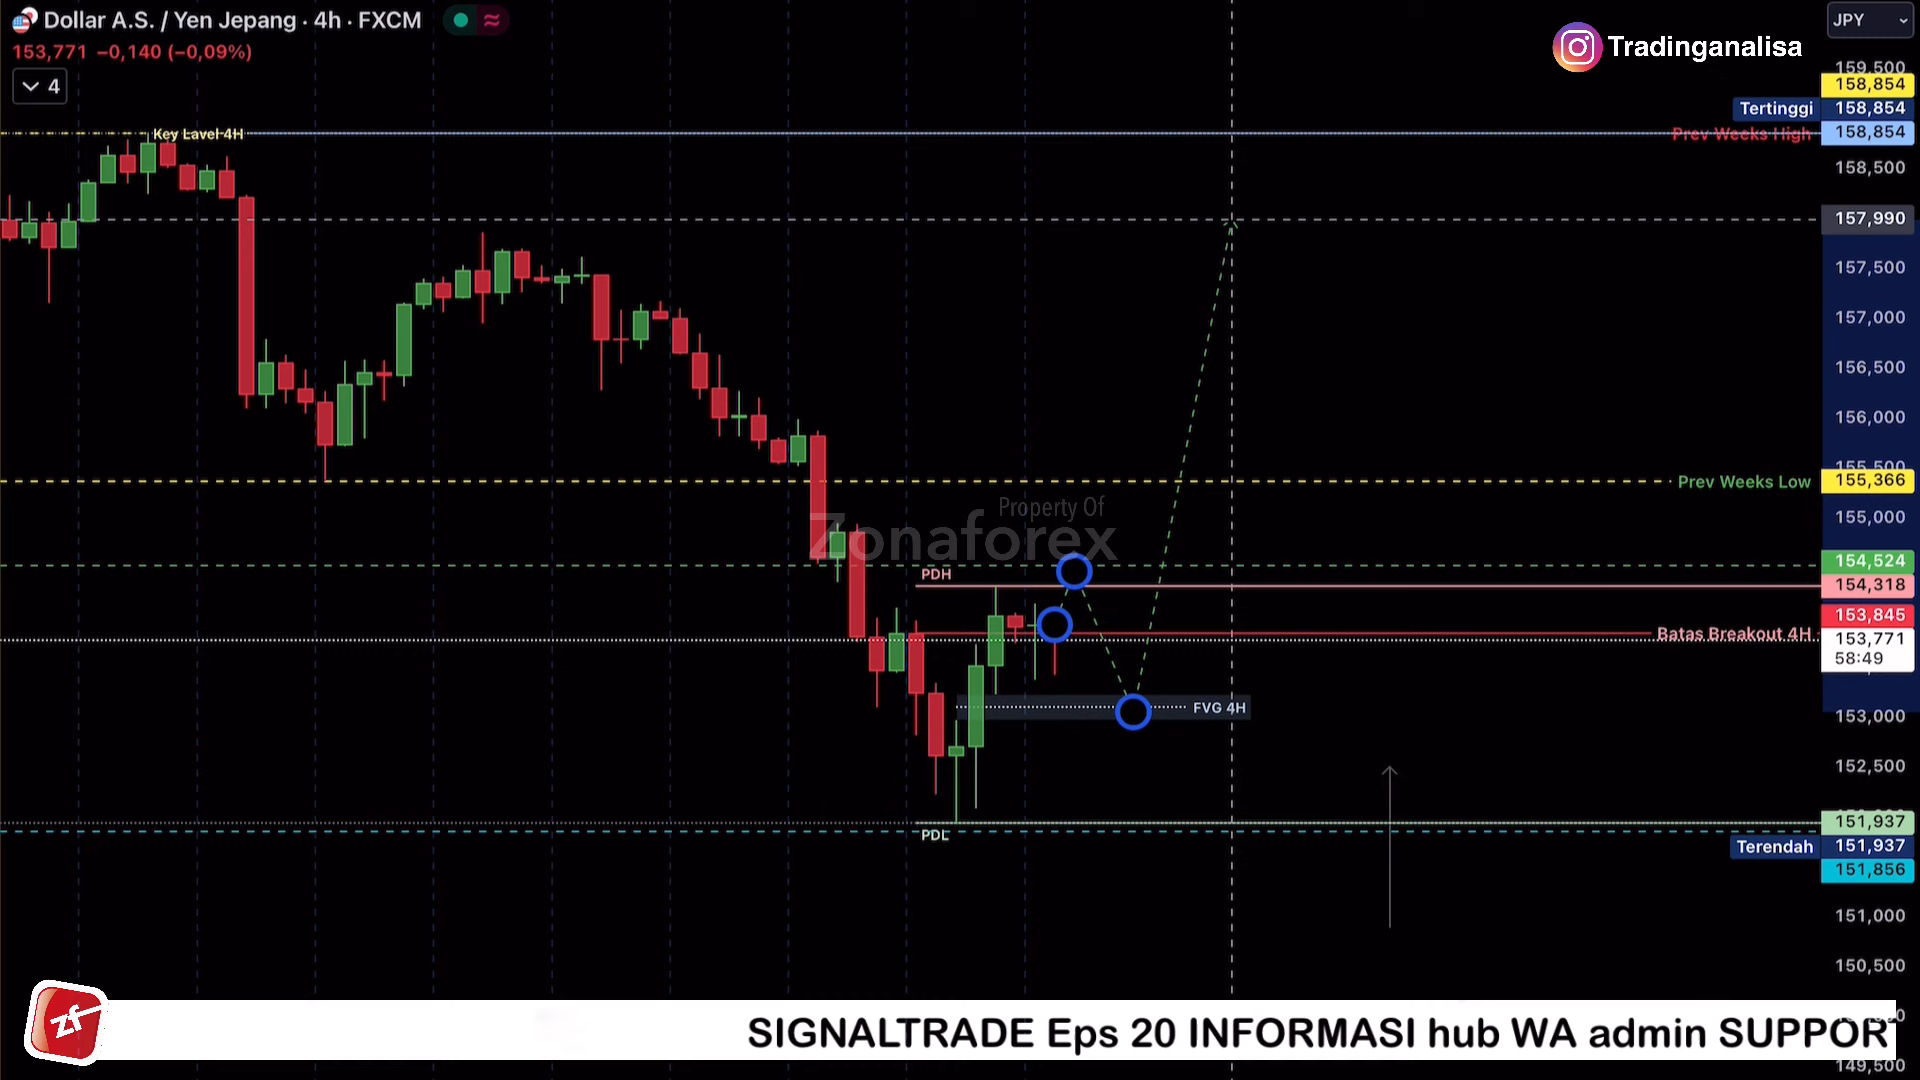 Dollar A.S. / Yen Jepang · 4h · FXCM
153,771 −0,140 (−0,09%)
4
Tradinganalisa
JPY
159,500
158,854
Tertinggi 158,854
Key Lavel 4H
Prev Weeks High 158,854
158,500
157,990
157,500
157,000
156,500
156,000
155,500
Prev Weeks Low 155,366
155,000
Property Of
Zonaforex
154,524
PDH
154,318
153,845
Batas Breakout 4H
153,771
58:49
FVG 4H
153,000
152,500
151,937
PDL
Terendah 151,937
151,856
151,000
150,500
zf
SIGNALTRADE Eps 20 INFORMASI hub WA admin SUPPOR
149,500